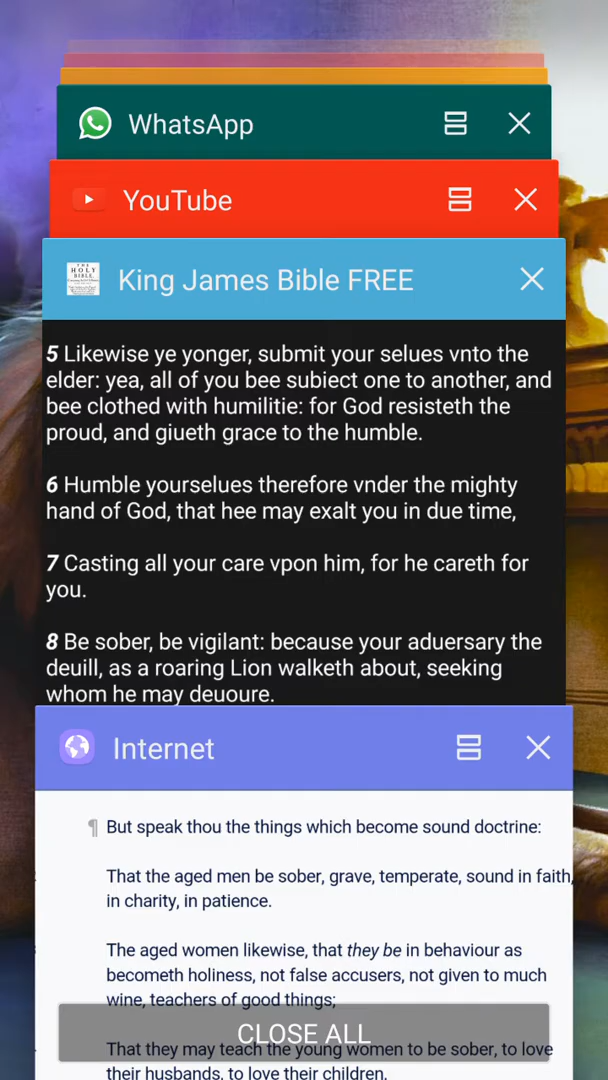 WhatsApp
YouTube
THE
HOLY
BIBLE
King James Bible FREE
5 Likewise ye yonger, submit your selues vnto the
elder: yea, all of you bee subiect one to another, and
bee clothed with humilitie: for God resisteth the
proud, and giueth grace to the humble.
6 Humble yourselues therefore vnder the mighty
hand of God, that hee may exalt you in due time,
7 Casting all your care vpon him, for he careth for
you.
8 Be sober, be vigilant: because your aduersary the
deuill, as a roaring Lion walketh about, seeking
whom he may deuoure.
Internet
¶ But speak thou the things which become sound doctrine:
That the aged men be sober, grave, temperate, sound in faith,
in charity, in patience.
The aged women likewise, that they be in behaviour as
becometh holiness, not false accusers, not given to much
wine, teachers of good things;
CLOSE ALL
That they may teach the young women to be sober, to love
their husbands, to love their children,